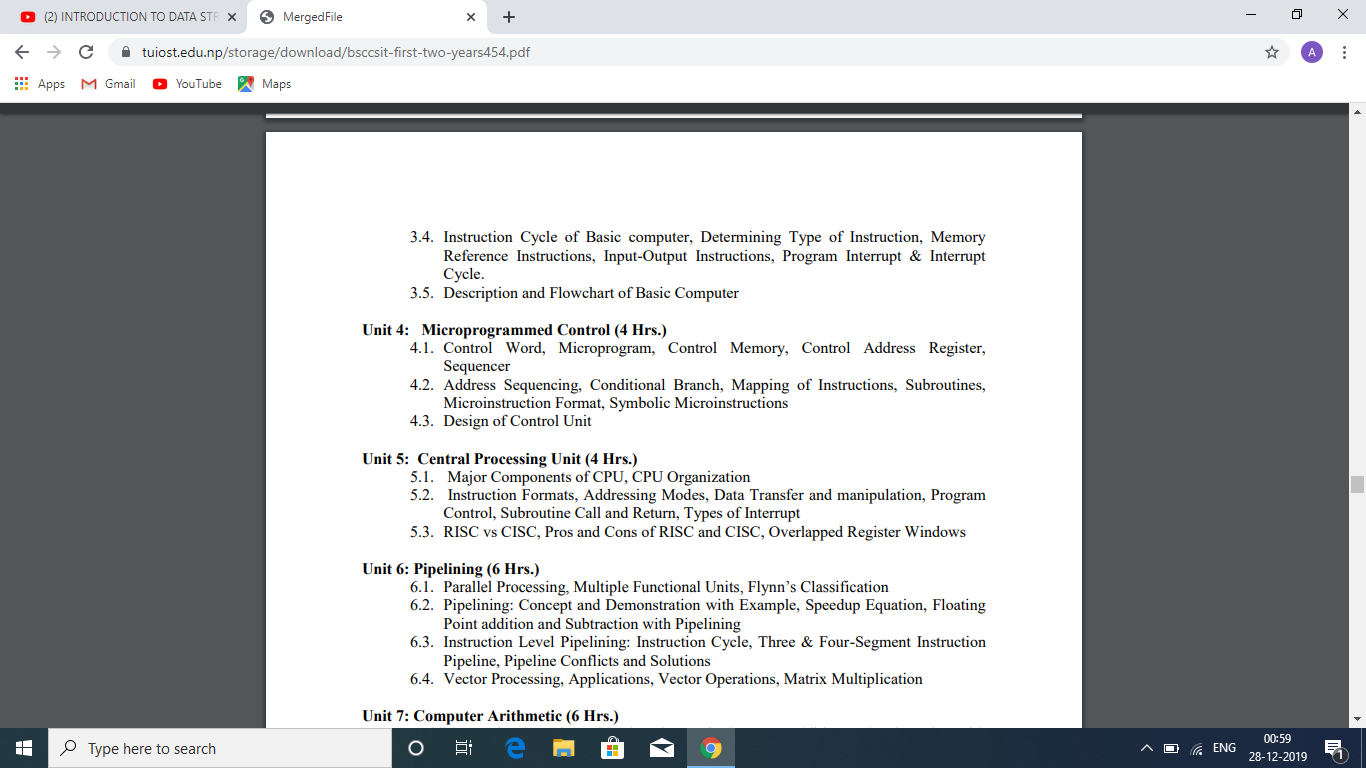 (2) INTRODUCTION TO DATA STR
MergedFile
tuiost.edu.np/storage/download/bsccsit-first-two-years454.pdf
A
Apps Gmail YouTube Maps
3.4. Instruction Cycle of Basic computer, Determining Type of Instruction, Memory
Reference Instructions, Input-Output Instructions, Program Interrupt & Interrupt
Cycle.
3.5. Description and Flowchart of Basic Computer
Unit 4: Microprogrammed Control (4 Hrs.)
4.1. Control Word, Microprogram, Control Memory, Control Address Register,
Sequencer
4.2. Address Sequencing, Conditional Branch, Mapping of Instructions, Subroutines,
Microinstruction Format, Symbolic Microinstructions
4.3. Design of Control Unit
Unit 5: Central Processing Unit (4 Hrs.)
5.1. Major Components of CPU, CPU Organization
5.2. Instruction Formats, Addressing Modes, Data Transfer and manipulation, Program
Control, Subroutine Call and Return, Types of Interrupt
5.3. RISC vs CISC, Pros and Cons of RISC and CISC, Overlapped Register Windows
Unit 6: Pipelining (6 Hrs.)
6.1. Parallel Processing, Multiple Functional Units, Flynn's Classification
6.2. Pipelining: Concept and Demonstration with Example, Speedup Equation, Floating
Point addition and Subtraction with Pipelining
6.3. Instruction Level Pipelining: Instruction Cycle, Three & Four-Segment Instruction
Pipeline, Pipeline Conflicts and Solutions
6.4. Vector Processing, Applications, Vector Operations, Matrix Multiplication
Unit 7: Computer Arithmetic (6 Hrs.)
Type here to search
ENG
00:59
28-12-2019
1